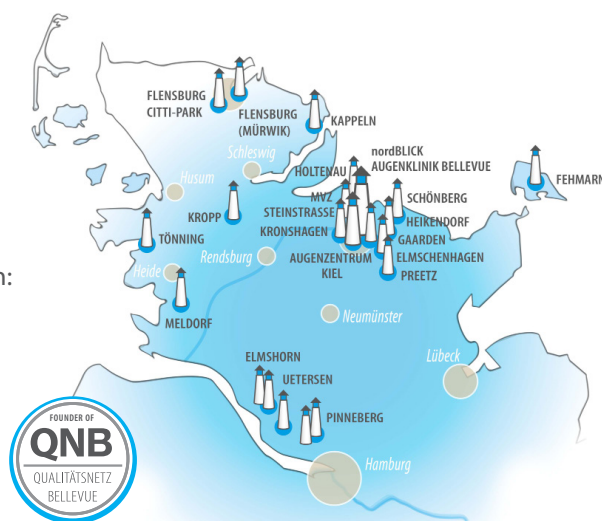 FLENSBURG
CITTI-PARK
FLENSBURG
(MÜRWIK)
KAPPELN
Schleswig
nordBLICK
AUGENKLINIK BELLEVUE
HOLTENAU
Husum
FEHMARN
MVZ
STEINSTRASSE
KRONSHAGEN
SCHÖNBERG
HEIKENDORF
GAARDEN
ELMSCHENHAGEN
PREETZ
KROPP
TÖNNING
Rendsburg
AUGENZENTRUM
KIEL
Heide
n:
MELDORF
Neumünster
Lübeck
ELMSHORN
UETERSEN
PINNEBERG
Hamburg
FOUNDER OF
QNB
QUALITÄTSNETZ
BELLEVUE